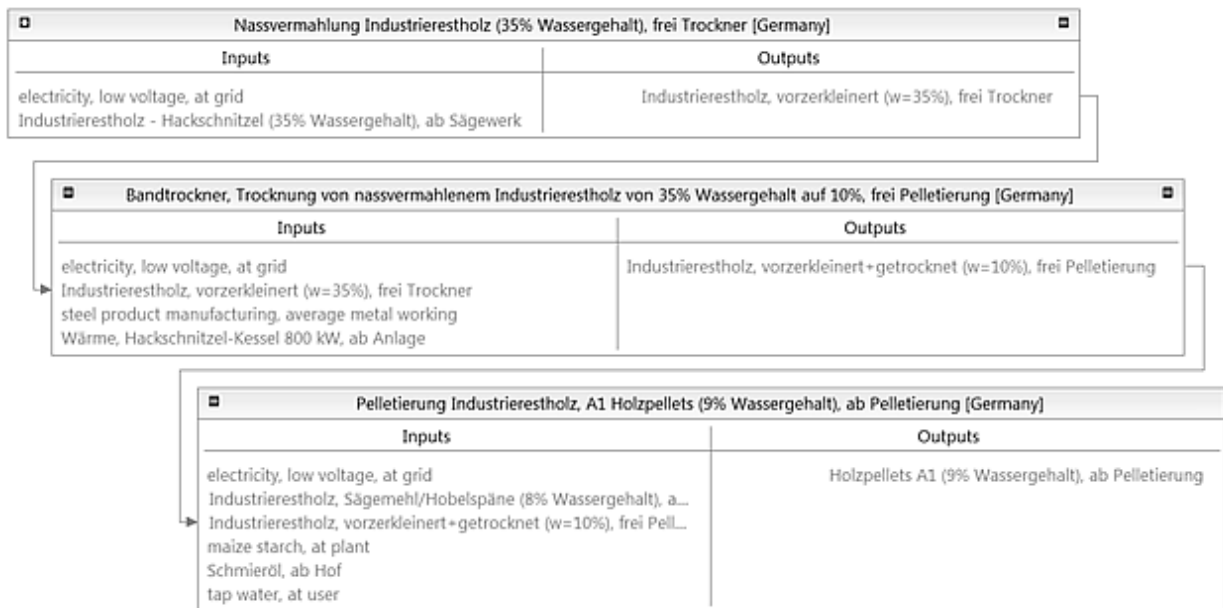 Nassvermahlung Industrierestholz (35% Wassergehalt), frei Trockner [Germany]
Inputs
Outputs
electricity, low voltage, at grid
Industrierestholz - Hackschnitzel (35% Wassergehalt), ab Sägewerk
Industrierestholz, vorzerkleinert (w=35%), frei Trockner
Bandtrockner, Trocknung von nassvermahlenem Industrierestholz von 35% Wassergehalt auf 10%, frei Pelletierung [Germany]
Inputs
Outputs
electricity, low voltage, at grid
Industrierestholz, vorzerkleinert (w=35%), frei Trockner
steel product manufacturing, average metal working
Wärme, Hackschnitzel-Kessel 800 kW, ab Anlage
Industrierestholz, vorzerkleinert+getrocknet (w=10%), frei Pelletierung
Pelletierung Industrierestholz, A1 Holzpellets (9% Wassergehalt), ab Pelletierung [Germany]
Inputs
Outputs
electricity, low voltage, at grid
Industrierestholz, Sägemehl/Hobelspäne (8% Wassergehalt), a...
Industrierestholz, vorzerkleinert+getrocknet (w=10%), frei Pell...
maize starch, at plant
Schmieröl, ab Hof
tap water, at user
Holzpellets A1 (9% Wassergehalt), ab Pelletierung